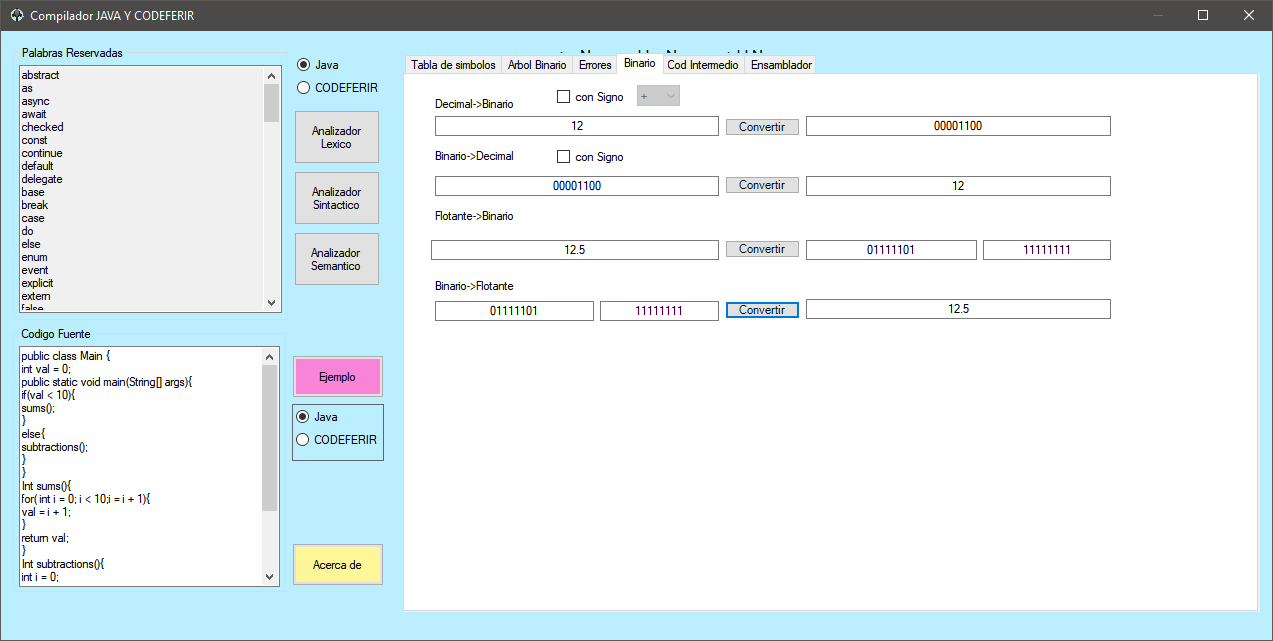 Compilador JAVA Y CODEFERIR
Palabras Reservadas
abstract
as
async
await
checked
const
continue
default
delegate
base
break
case
do
else
enum
event
explicit
extern
false
Java
CODEFERIR
Analizador
Lexico
Analizador
Sintactico
Analizador
Semantico
Codigo Fuente
public class Main {
int val = 0;
public static void main(String[] args){
if(val < 10){
sums();
}
else{
subtractions();
}
}
Int sums(){
for( int i = 0; i < 10;i = i + 1){
val = i + 1;
}
return val;
}
Int subtractions(){
int i = 0;
Ejemplo
Java
CODEFERIR
Acerca de
Tabla de simbolos Arbol Binario Errores Binario Cod Intermedio Ensamblador
Decimal->Binario con Signo +
12 Convertir 00001100
Binario->Decimal con Signo
00001100 Convertir 12
Flotante->Binario
12.5 Convertir 01111101 11111111
Binario->Flotante
01111101 11111111 Convertir 12.5